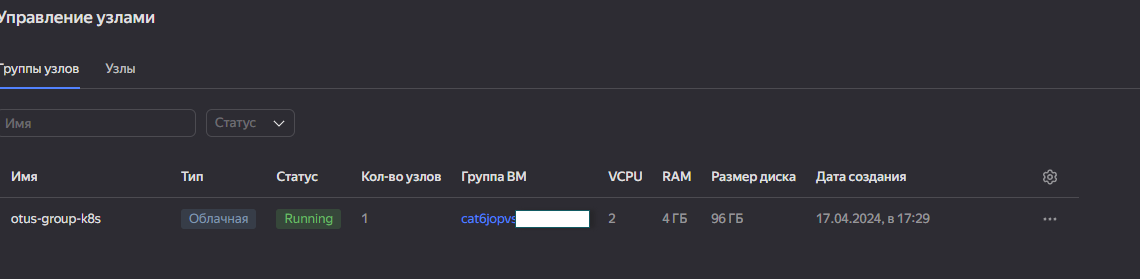 Управление узлами
Группы узлов Узлы
Имя Статус
Имя Тип Статус Кол-во узлов Группа ВМ VCPU RAM Размер диска Дата создания
otus-group-k8s Облачная Running 1 cat6jopvs 2 4 ГБ 96 ГБ 17.04.2024, в 17:29